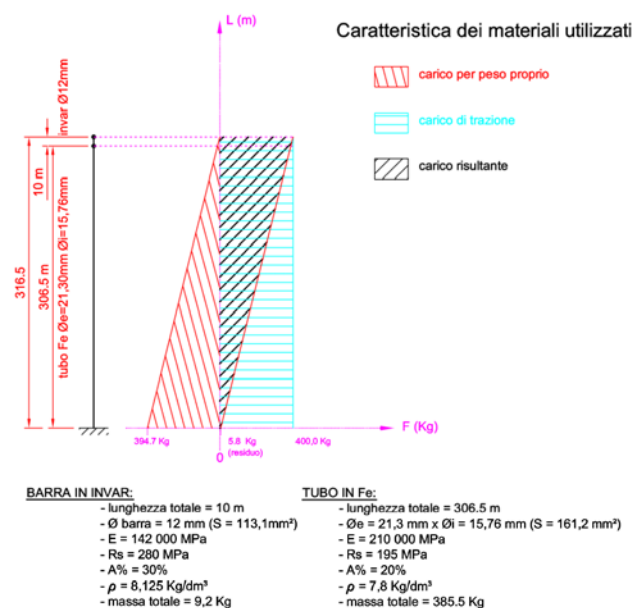 L (m)
Caratteristica dei materiali utilizzati
carico per peso proprio
carico di trazione
carico risultante
invar Ø12mm
10 m
316.5
306.5 m
tubo Fe Øe=21,30mm Øi=15,76mm
F (Kg)
394.7 Kg
5.8 Kg
400,0 Kg
0
(residuo)
BARRA IN INVAR:
- lunghezza totale = 10 m
- Ø barra = 12 mm (S = 113,1mm²)
- E = 142 000 MPa
- Rs = 280 MPa
- A% = 30%
- ρ = 8,125 Kg/dm³
- massa totale = 9,2 Kg
TUBO IN Fe:
- lunghezza totale = 306.5 m
- Øe = 21,3 mm x Øi = 15,76 mm (S = 161,2 mm²)
- E = 210 000 MPa
- Rs = 195 MPa
- A% = 20%
- ρ = 7,8 Kg/dm³
- massa totale = 385.5 Kg